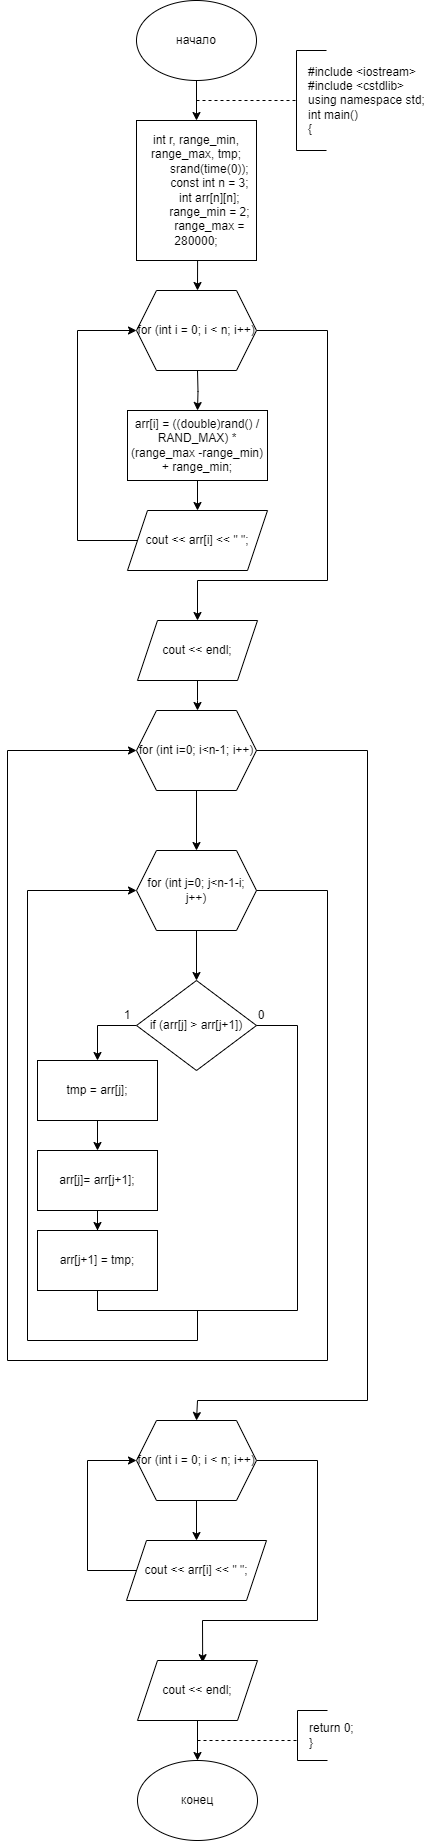 начало
#include <iostream>
#include <cstdlib>
using namespace std;
int main()
{
int r, range_min,
range_max, tmp;
srand(time(0));
const int n = 3;
int arr[n][n];
range_min = 2;
range_max =
280000;
for (int i = 0; i < n; i++)
arr[i] = ((double)rand() /
RAND_MAX) *
(range_max -range_min)
+ range_min;
cout << arr[i] << " ";
cout << endl;
for (int i=0; i<n-1; i++)
for (int j=0; j<n-1-i;
j++)
if (arr[j] > arr[j+1])
1
0
tmp = arr[j];
arr[j]= arr[j+1];
arr[j+1] = tmp;
for (int i = 0; i < n; i++)
cout << arr[i] << " ";
cout << endl;
return 0;
}
конец